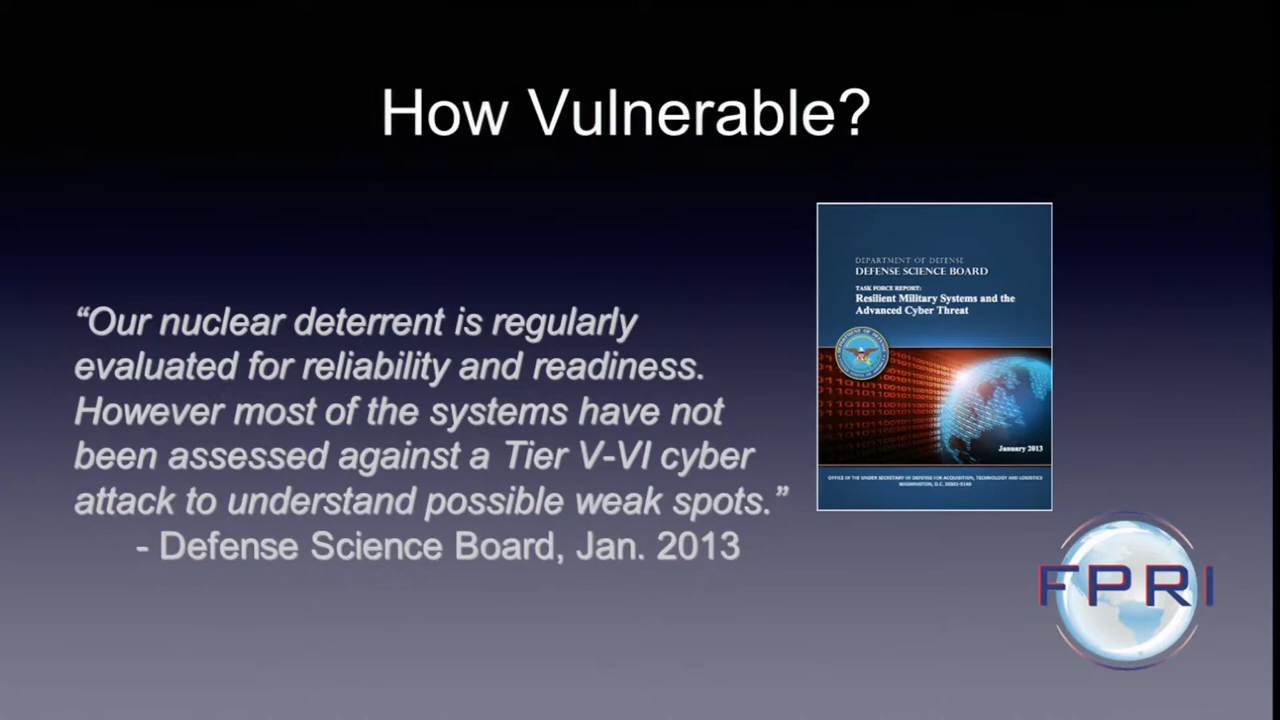 How Vulnerable?
“Our nuclear deterrent is regularly
evaluated for reliability and readiness.
However most of the systems have not
been assessed against a Tier V-VI cyber
attack to understand possible weak spots.”
- Defense Science Board, Jan. 2013
DEPARTMENT OF DEFENSE
DEFENSE SCIENCE BOARD
TASK FORCE REPORT:
Resilient Military Systems and the
Advanced Cyber Threat
January 2013
OFFICE OF THE UNDER SECRETARY OF DEFENSE FOR ACQUISITION, TECHNOLOGY AND LOGISTICS
WASHINGTON, D.C. 20301-3140
FPRI